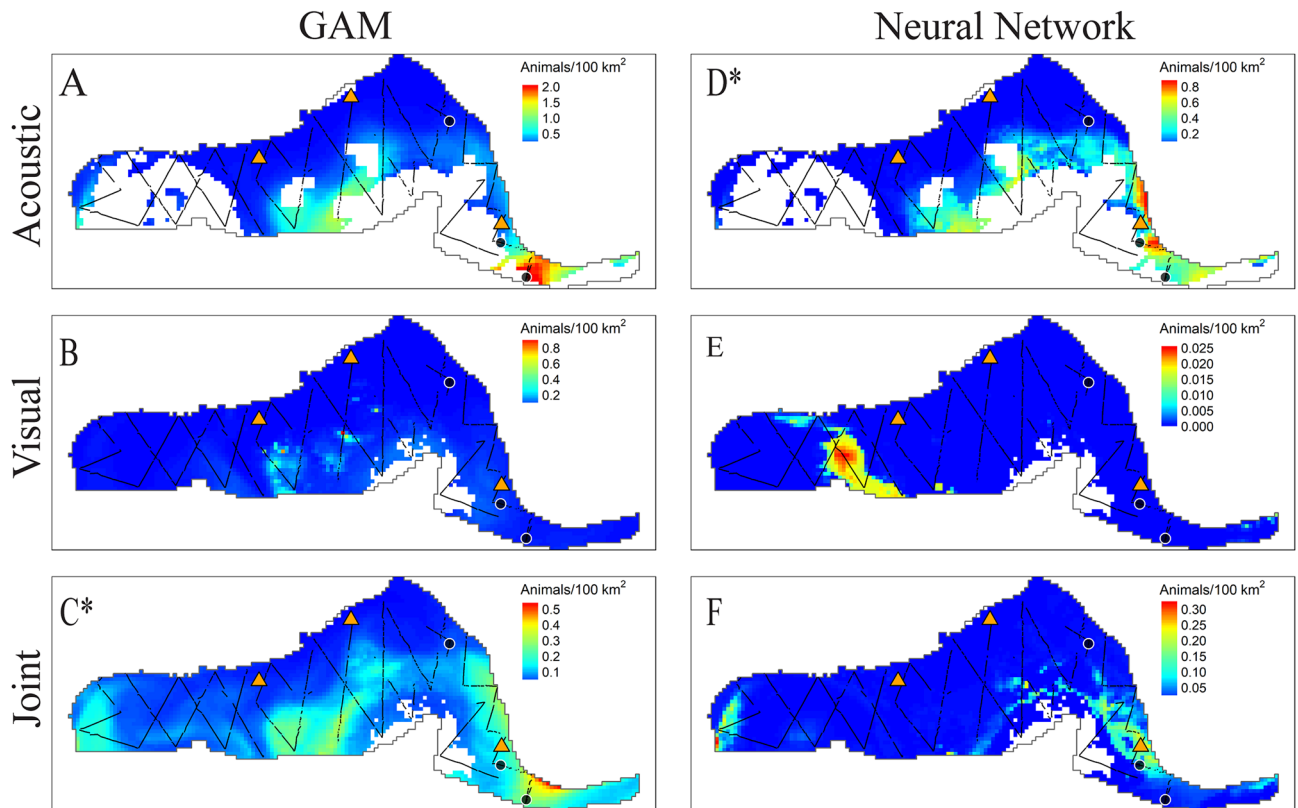 GAM
Neural Network
Acoustic
A
Animals/100 km²
2.0
1.5
1.0
0.5
D*
Animals/100 km²
0.8
0.6
0.4
0.2
Visual
B
Animals/100 km²
0.8
0.6
0.4
0.2
E
Animals/100 km²
0.025
0.020
0.015
0.010
0.005
0.000
Joint
C*
Animals/100 km²
0.5
0.4
0.3
0.2
0.1
F
Animals/100 km²
0.30
0.25
0.20
0.15
0.10
0.05